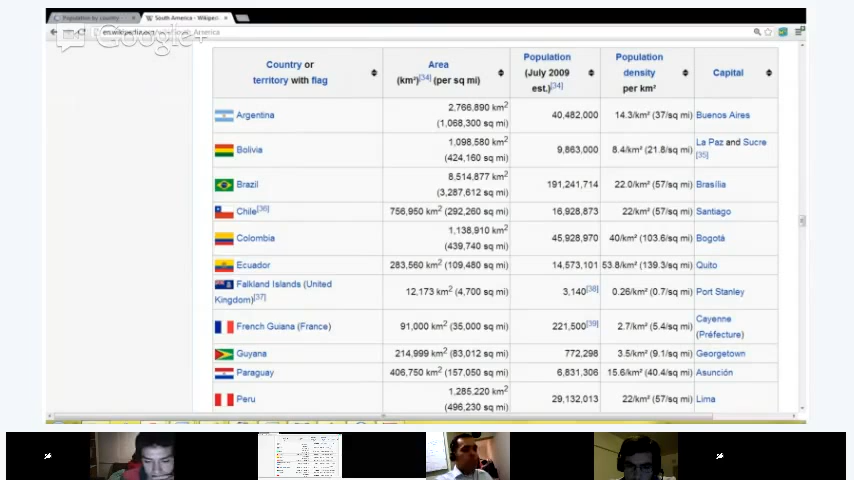 Population by country
South America - Wikiped
Google+
en.wikipedia.org
South_America
Country or territory with flag
Area (km²)[34] (per sq mi)
Population (July 2009 est.)[34]
Population density per km²
Capital
Argentina 2,766,890 km² (1,068,300 sq mi) 40,482,000 14.3/km² (37/sq mi) Buenos Aires
Bolivia 1,098,580 km² (424,160 sq mi) 9,863,000 8.4/km² (21.8/sq mi) La Paz and Sucre [35]
Brazil 8,514,877 km² (3,287,612 sq mi) 191,241,714 22.0/km² (57/sq mi) Brasília
Chile[36] 756,950 km² (292,260 sq mi) 16,928,873 22/km² (57/sq mi) Santiago
Colombia 1,138,910 km² (439,740 sq mi) 45,928,970 40/km² (103.6/sq mi) Bogotá
Ecuador 283,560 km² (109,480 sq mi) 14,573,101 53.8/km² (139.3/sq mi) Quito
Falkland Islands (United Kingdom)[37] 12,173 km² (4,700 sq mi) 3,140[38] 0.26/km² (0.7/sq mi) Port Stanley
French Guiana (France) 91,000 km² (35,000 sq mi) 221,500[39] 2.7/km² (5.4/sq mi) Cayenne (Préfecture)
Guyana 214,999 km² (83,012 sq mi) 772,298 3.5/km² (9.1/sq mi) Georgetown
Paraguay 406,750 km² (157,050 sq mi) 6,831,306 15.6/km² (40.4/sq mi) Asunción
Peru 1,285,220 km² (496,230 sq mi) 29,132,013 22/km² (57/sq mi) Lima